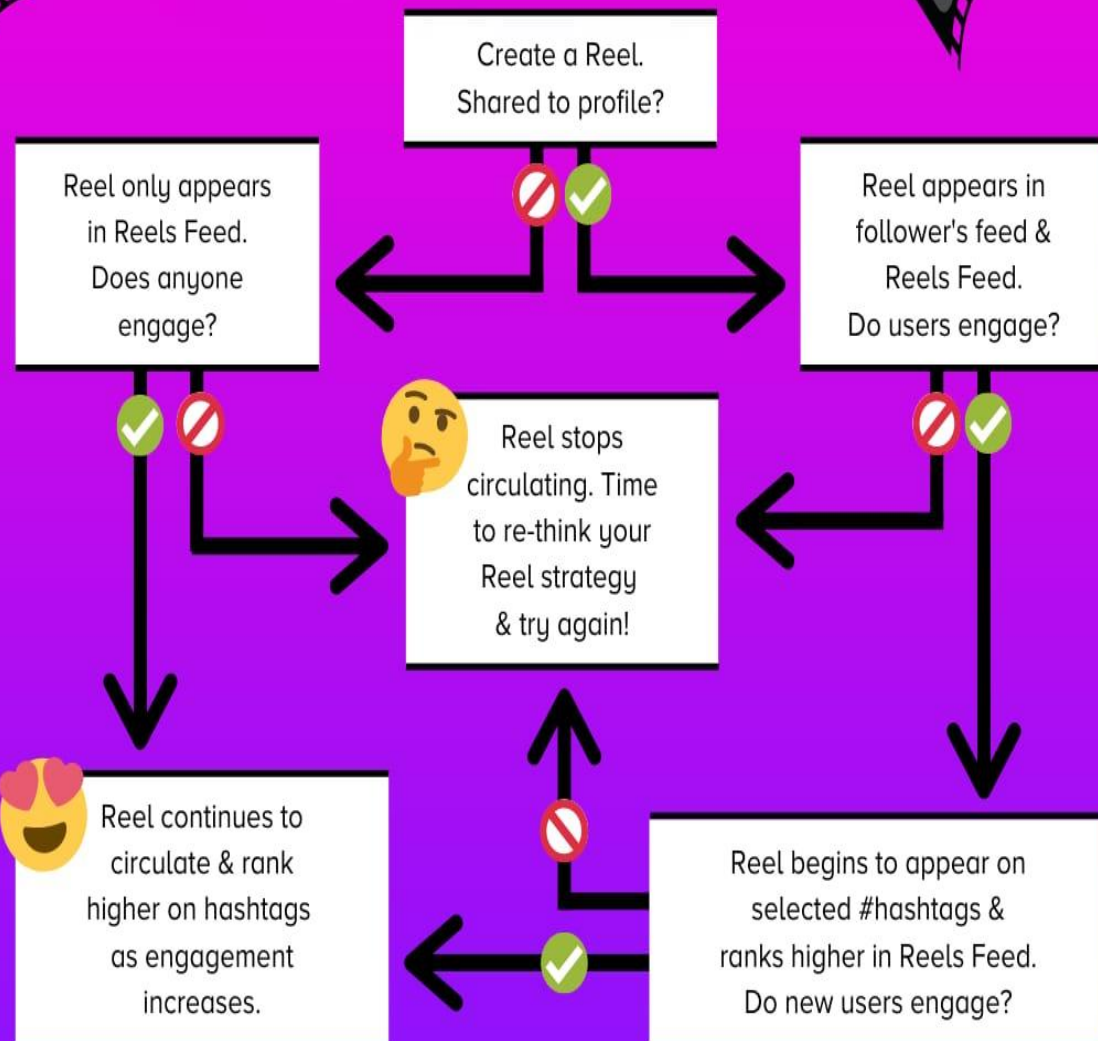 Create a Reel.
Shared to profile?
Reel only appears
in Reels Feed.
Does anyone
engage?
Reel appears in
follower's feed &
Reels Feed.
Do users engage?
Reel stops
circulating. Time
to re-think your
Reel strategy
& try again!
Reel continues to
circulate & rank
higher on hashtags
as engagement
increases.
Reel begins to appear on
selected #hashtags &
ranks higher in Reels Feed.
Do new users engage?